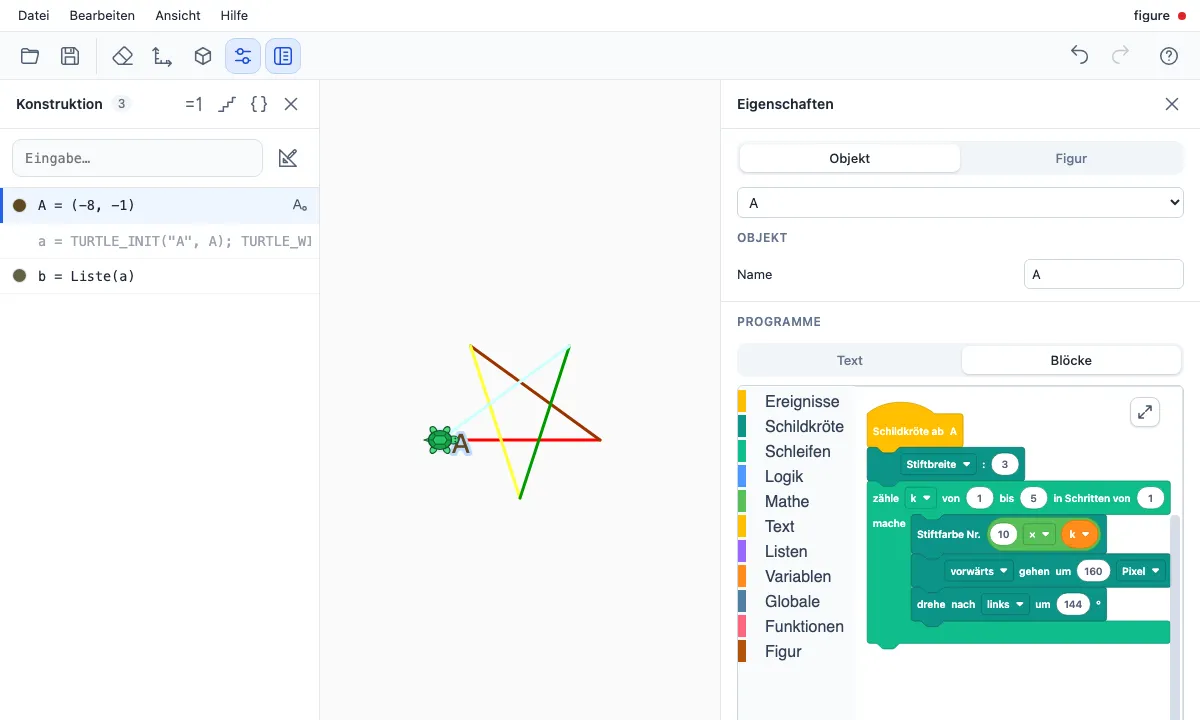 Datei Bearbeiten Ansicht Hilfe figure
Konstruktion 3 =1 { }
Eingabe…
A = (−8, −1)
a = TURTLE_INIT("A", A); TURTLE_WI
b = Liste(a)
A
Eigenschaften
Objekt Figur
A
OBJEKT
Name A
PROGRAMME
Text Blöcke
Ereignisse
Schildkröte
Schleifen
Logik
Mathe
Text
Listen
Variablen
Globale
Funktionen
Figur
Schildkröte ab A
Stiftbreite : 3
zähle k von 1 bis 5 in Schritten von 1
mache
Stiftfarbe Nr. 10 × k
vorwärts gehen um 160 Pixel
drehe nach links um 144 °